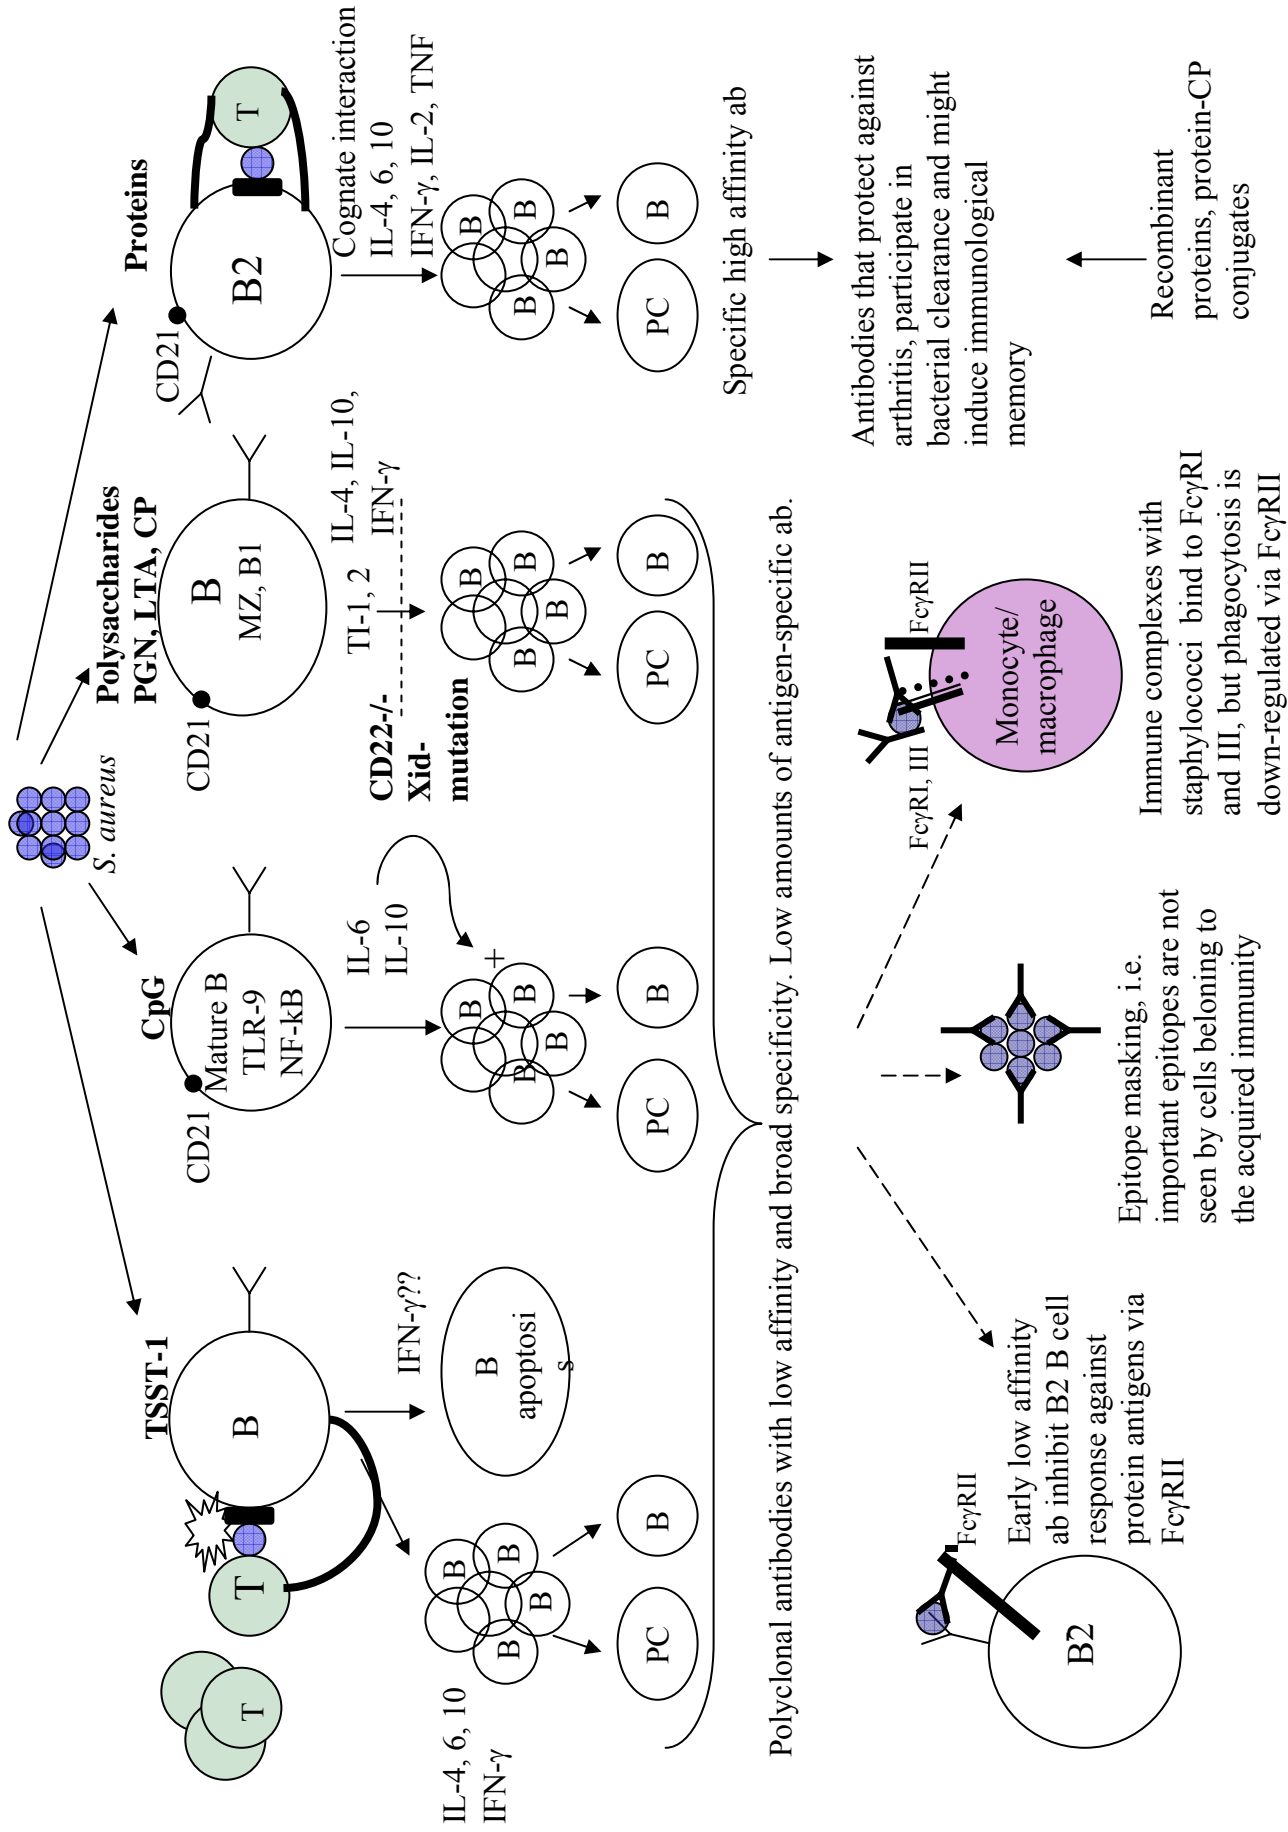 S. aureus
TSST-1
T
T
B
IFN-γ??
IL-4, 6, 10
IFN-γ
B
B
B
B
PC
B
B
apoptosi
s
CpG
CD21
Mature B
TLR-9
NF-kB
IL-6
IL-10
+
B
B
B
B
PC
B
Polysaccharides
PGN, LTA, CP
CD21
B
MZ, B1
TI-1, 2
IL-4, IL-10,
IFN-γ
CD22-/-
Xid-
mutation
B
B
B
B
PC
B
Proteins
CD21
B2
T
Cognate interaction
IL-4, 6, 10
IFN-γ, IL-2, TNF
B
B
B
B
PC
B
Specific high affinity ab
Polyclonal antibodies with low affinity and broad specificity. Low amounts of antigen-specific ab.
FcγRII
B2
Early low affinity
ab inhibit B2 B cell
response against
protein antigens via
FcγRII
Epitope masking, i.e.
important epitopes are not
seen by cells beloning to
the acquired immunity
FcγRI, III
FcγRII
Monocyte/
macrophage
Immune complexes with
staphylococci bind to FcγRI
and III, but phagocytosis is
down-regulated via FcγRII
Antibodies that protect against
arthritis, participate in
bacterial clearance and might
induce immunological
memory
Recombinant
proteins, protein-CP
conjugates